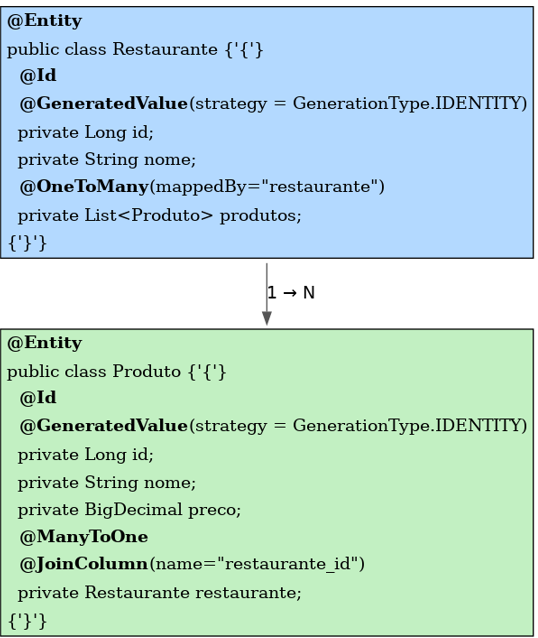 @Entity
public class Restaurante {'{'}
@Id
@GeneratedValue(strategy = GenerationType.IDENTITY)
private Long id;
private String nome;
@OneToMany(mappedBy="restaurante")
private List<Produto> produtos;
{'}'}
1 → N
@Entity
public class Produto {'{'}
@Id
@GeneratedValue(strategy = GenerationType.IDENTITY)
private Long id;
private String nome;
private BigDecimal preco;
@ManyToOne
@JoinColumn(name="restaurante_id")
private Restaurante restaurante;
{'}'}